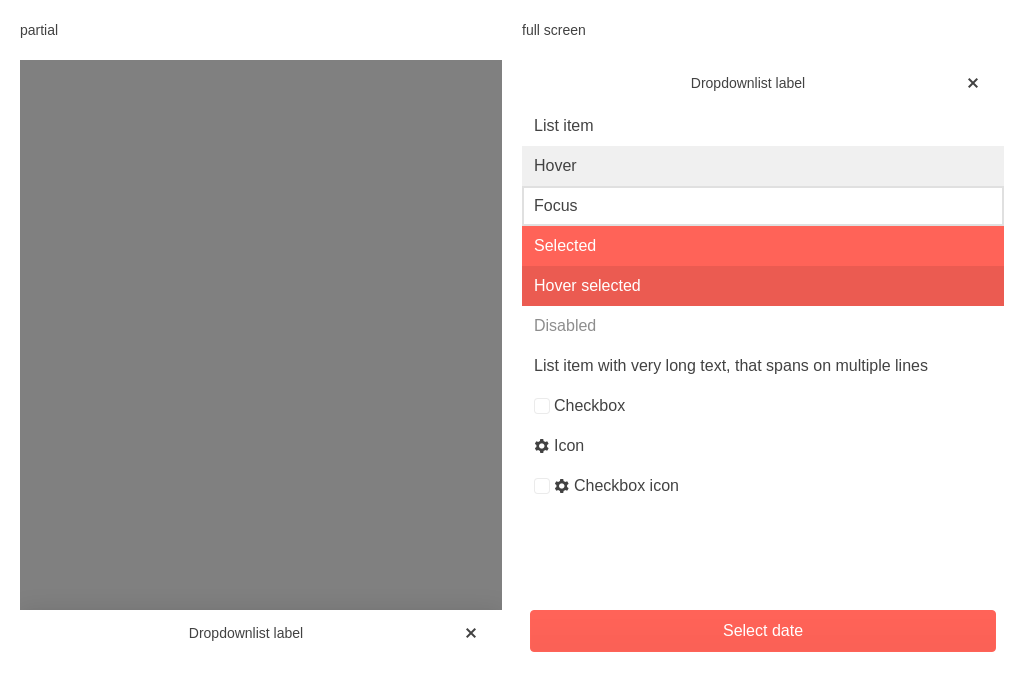 partial
Dropdownlist label
full screen
Dropdownlist label
List item
Hover
Focus
Selected
Hover selected
Disabled
List item with very long text, that spans on multiple lines
Checkbox
Icon
Checkbox icon
Select date